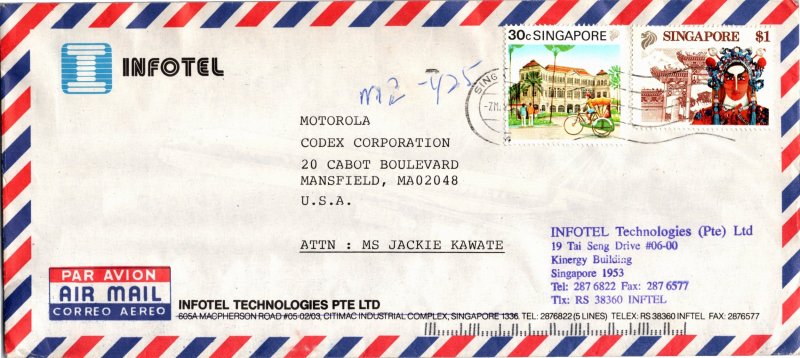 INFOTEL
30c SINGAPORE
SINGAPORE $1
MOTOROLA
CODEX CORPORATION
20 CABOT BOULEVARD
MANSFIELD, MA02048
U.S.A.
ATTN : MS JACKIE KAWATE
INFOTEL Technologies (Pte) Ltd
19 Tai Seng Drive #06-00
Kinergy Building
Singapore 1953
Tel: 287 6822 Fax: 287 6577
Tlx: RS 38360 INFTEL
PAR AVION
AIR MAIL
CORREO AEREO
INFOTEL TECHNOLOGIES PTE LTD
605A MACPHERSON ROAD #05-02/03, CITIMAC INDUSTRIAL COMPLEX, SINGAPORE 1336. TEL: 2876822 (5 LINES) TELEX: RS 38360 INFTEL FAX: 2876577